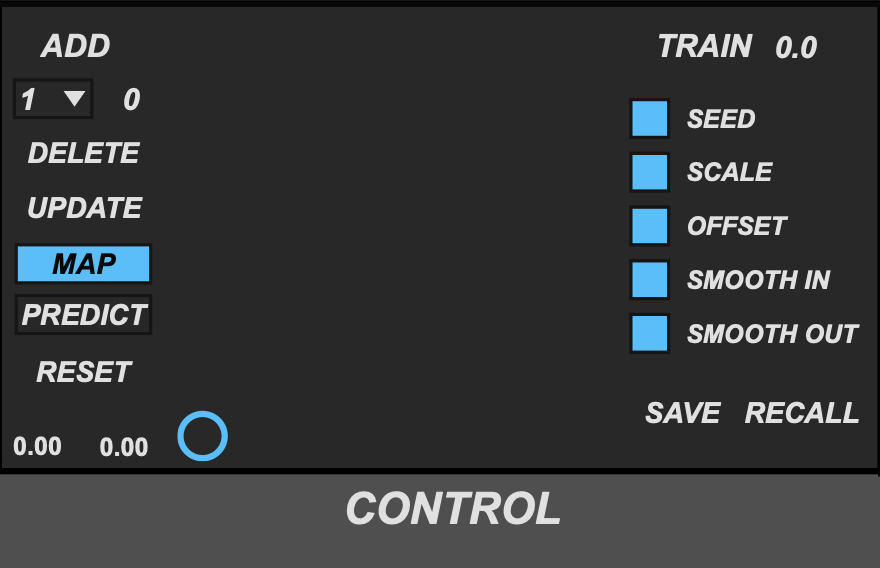 ADD
1 0
DELETE
UPDATE
MAP
PREDICT
RESET
0.00 0.00
TRAIN 0.0
SEED
SCALE
OFFSET
SMOOTH IN
SMOOTH OUT
SAVE RECALL
CONTROL